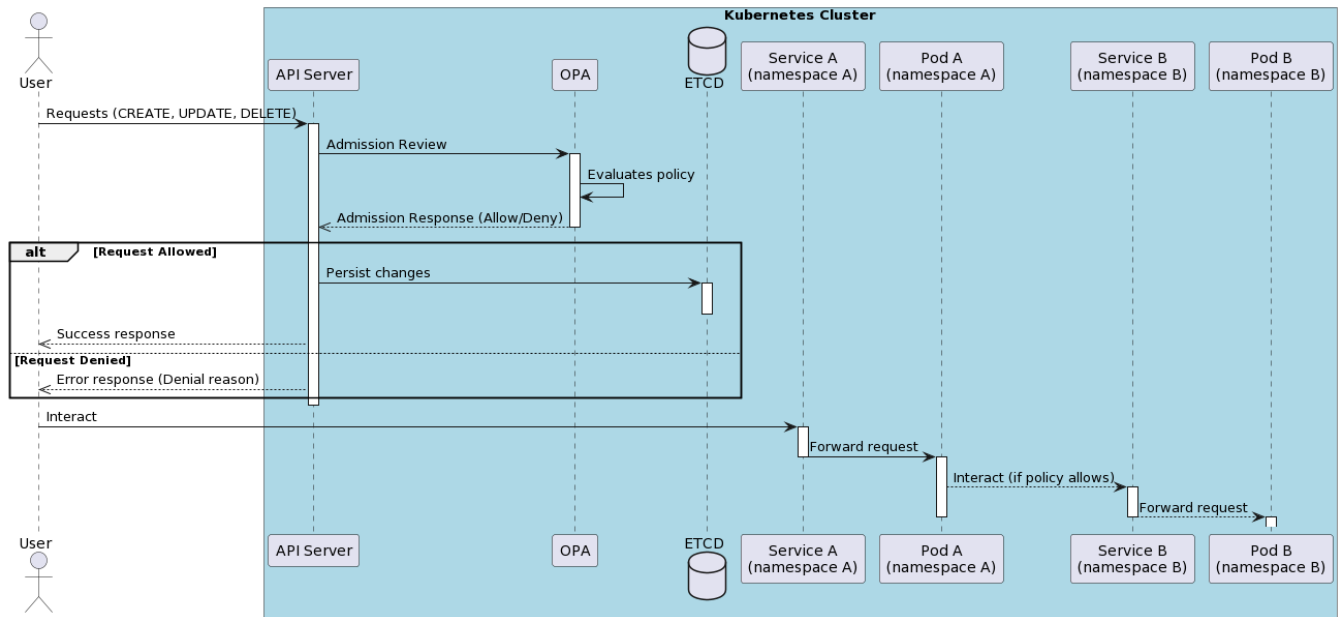 Kubernetes Cluster
User
API Server
OPA
ETCD
Service A
(namespace A)
Pod A
(namespace A)
Service B
(namespace B)
Pod B
(namespace B)
Requests (CREATE, UPDATE, DELETE)
Admission Review
Evaluates policy
Admission Response (Allow/Deny)
alt
[Request Allowed]
Persist changes
Success response
[Request Denied]
Error response (Denial reason)
Interact
Forward request
Interact (if policy allows)
Forward request
User
API Server
OPA
ETCD
Service A
(namespace A)
Pod A
(namespace A)
Service B
(namespace B)
Pod B
(namespace B)